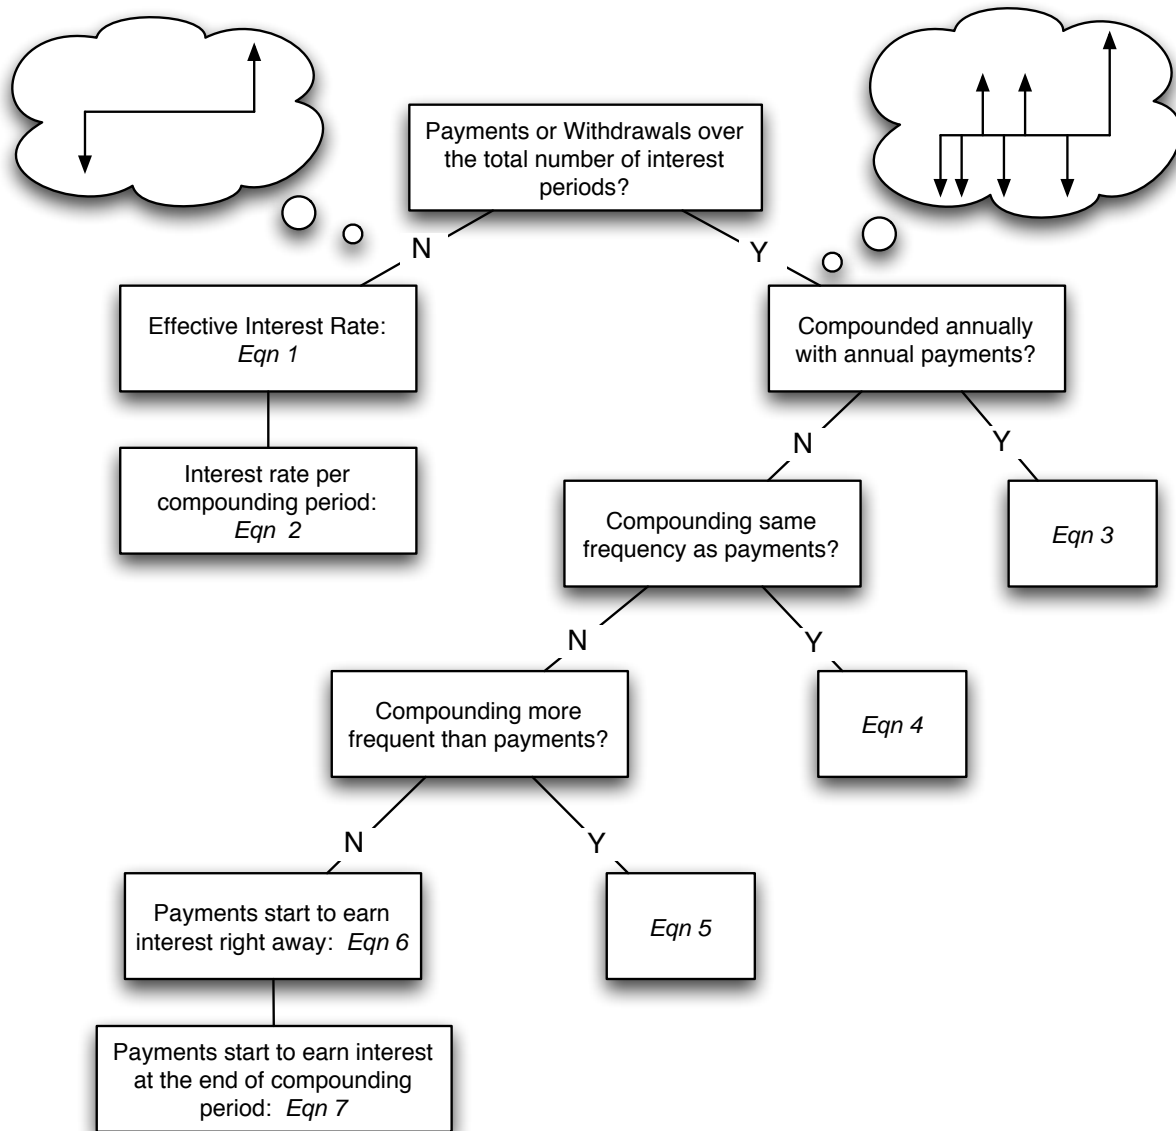 Payments or Withdrawals over
the total number of interest
periods?
N
Y
Effective Interest Rate:
Eqn 1
Compounded annually
with annual payments?
N
Y
Interest rate per
compounding period:
Eqn 2
Compounding same
frequency as payments?
Eqn 3
N
Y
Compounding more
frequent than payments?
Eqn 4
N
Y
Payments start to earn
interest right away: Eqn 6
Eqn 5
Payments start to earn interest
at the end of compounding
period: Eqn 7